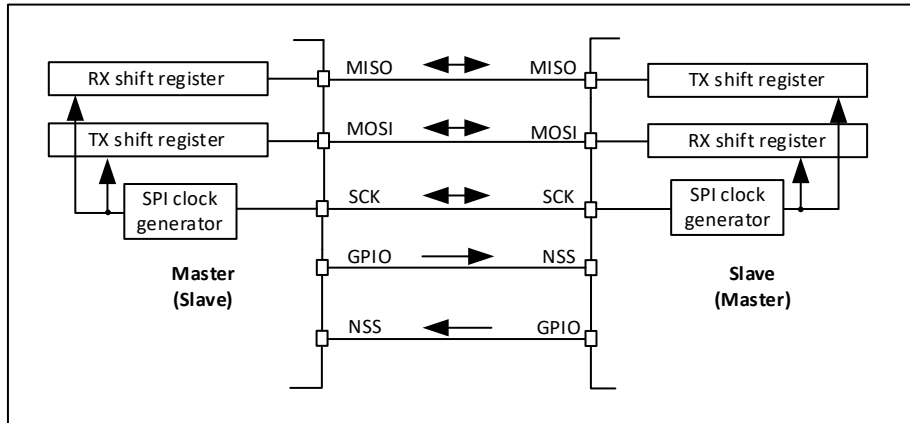 RX shift register
MISO
MISO
TX shift register
TX shift register
MOSI
MOSI
RX shift register
SPI clock
generator
SCK
SCK
SPI clock
generator
GPIO
NSS
Master
(Slave)
Slave
(Master)
NSS
GPIO